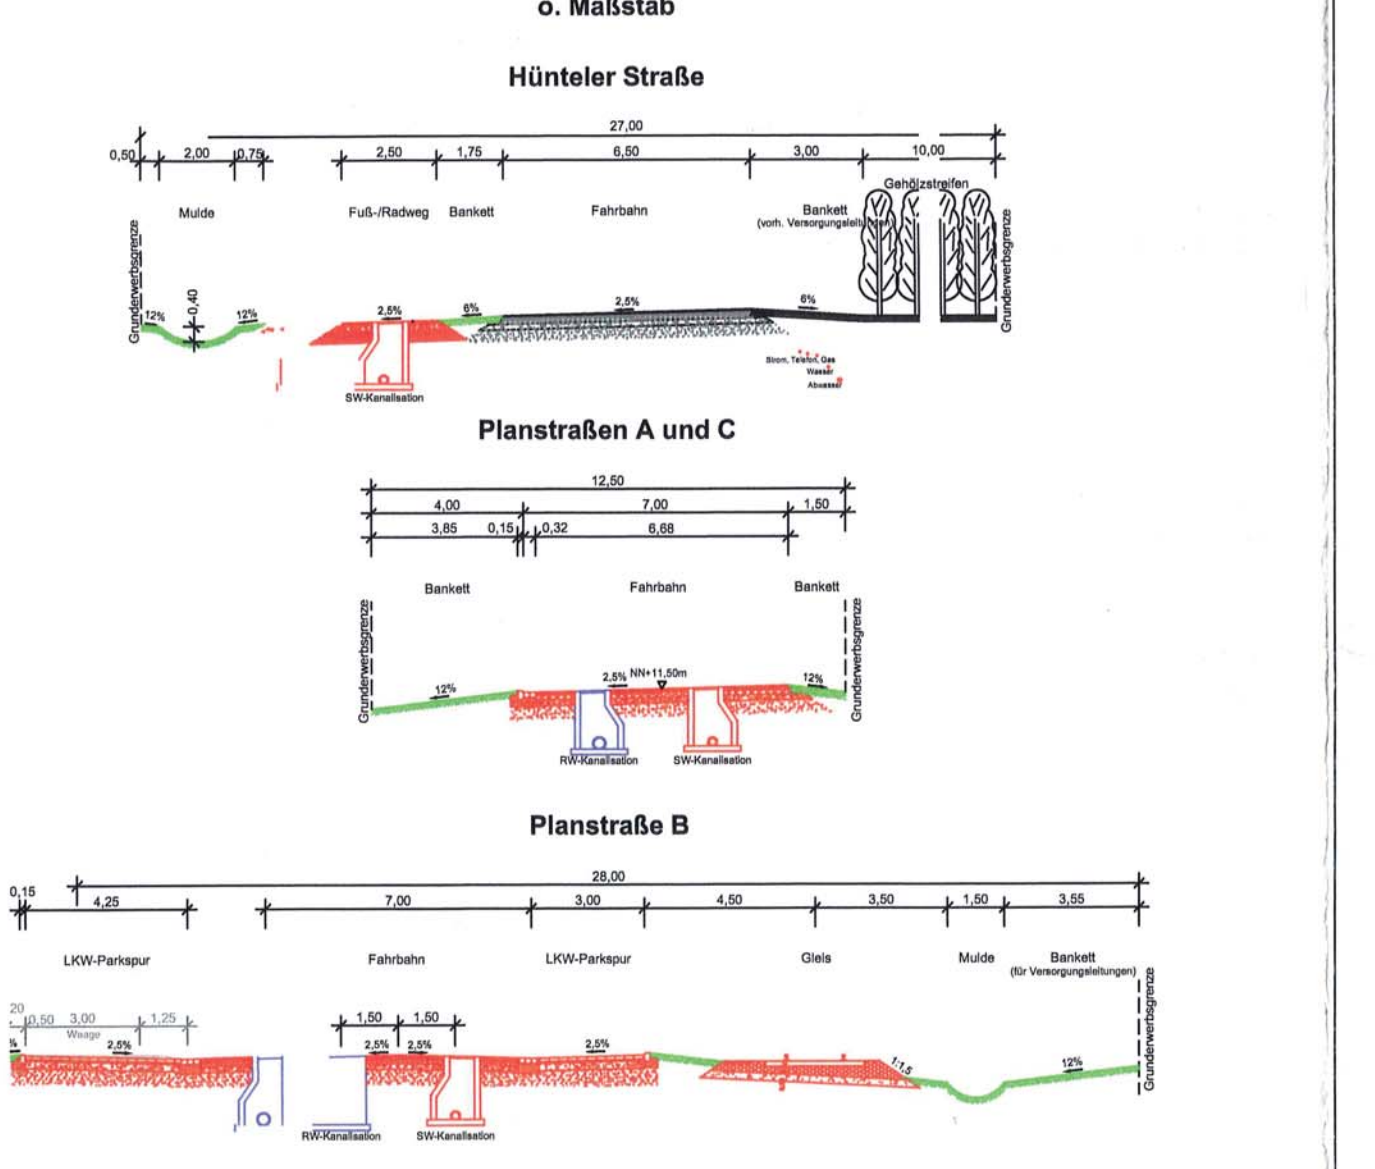 o. Maßstab
Hünteler Straße
27,00
0,50 2,00 0,75 2,50 1,75 6,50 3,00 10,00
Gehölzstreifen
Mulde Fuß-/Radweg Bankett Fahrbahn Bankett
(vorh. Versorgungsleitungen)
Grunderwerbsgrenze
Grunderwerbsgrenze
12% 0,40 12% 2,5% 6% 2,5% 6%
Strom, Telefon, Gas
Wasser
Abwasser
SW-Kanalisation
Planstraßen A und C
12,50
4,00 7,00 1,50
3,85 0,15 0,32 6,68
Bankett Fahrbahn Bankett
Grunderwerbsgrenze
Grunderwerbsgrenze
12% 2,5% NN+11,50m 12%
RW-Kanalisation SW-Kanalisation
Planstraße B
28,00
0,15 4,25 7,00 3,00 4,50 3,50 1,50 3,55
LKW-Parkspur Fahrbahn LKW-Parkspur Gleis Mulde Bankett
(für Versorgungsleitungen)
Grunderwerbsgrenze
20
0,50 3,00 1,25 1,50 1,50
Waage
% 2,5% 2,5% 2,5% 2,5% 1:1,5 12%
RW-Kanalisation SW-Kanalisation